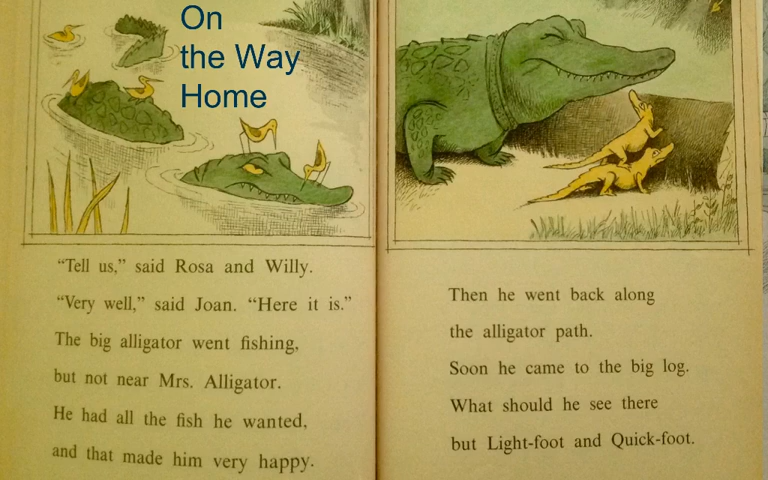 On
the Way
Home
“Tell us,” said Rosa and Willy.
“Very well,” said Joan. “Here it is.”
The big alligator went fishing,
but not near Mrs. Alligator.
He had all the fish he wanted,
and that made him very happy.
Then he went back along
the alligator path.
Soon he came to the big log.
What should he see there
but Light-foot and Quick-foot.